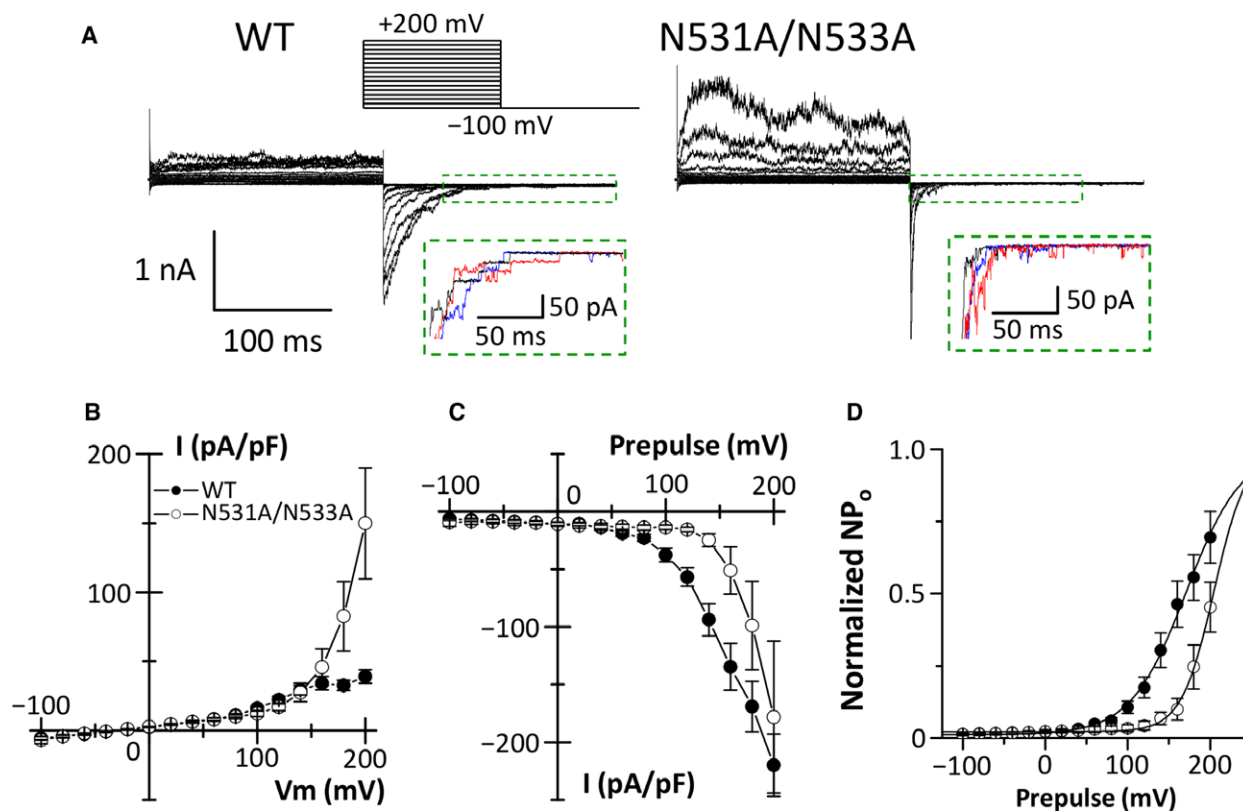 A
WT
+200 mV
−100 mV
N531A/N533A
1 nA
100 ms
50 pA
50 ms
50 pA
50 ms
B
I (pA/pF)
200
WT
N531A/N533A
100
−100
0
100
200
Vm (mV)
C
Prepulse (mV)
−100
0
100
200
−100
−200
I (pA/pF)
D
1.0
0.5
0
Normalized NPo
−100
0
100
200
Prepulse (mV)